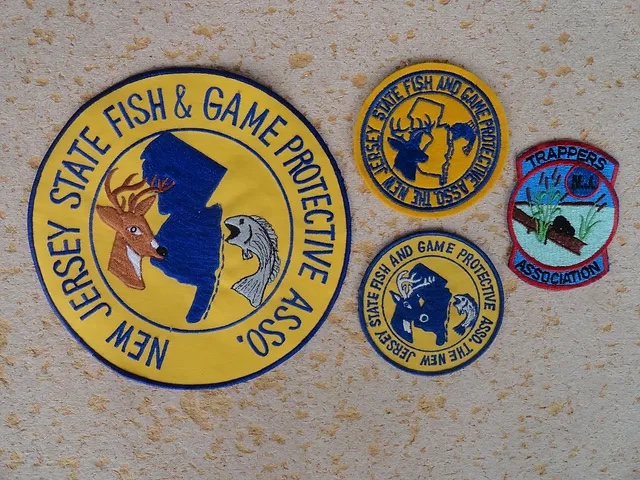 NEW JERSEY STATE FISH & GAME PROTECTIVE ASSO.
THE NEW JERSEY STATE FISH AND GAME PROTECTIVE ASSO.
THE NEW JERSEY STATE FISH AND GAME PROTECTIVE ASSO.
TRAPPERS
N.J.
ASSOCIATION